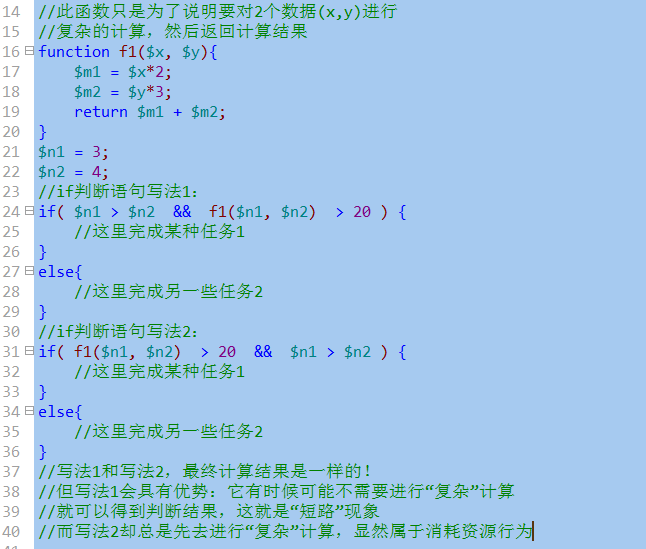 14 //此函数只是为了说明要对2个数据(x,y)进行
15 //复杂的计算，然后返回计算结果
16 function f1($x, $y){
17 $m1 = $x*2;
18 $m2 = $y*3;
19 return $m1 + $m2;
20 }
21 $n1 = 3;
22 $n2 = 4;
23 //if判断语句写法1：
24 if( $n1 > $n2 && f1($n1, $n2) > 20 ) {
25 //这里完成某种任务1
26 }
27 else{
28 //这里完成另一些任务2
29 }
30 //if判断语句写法2：
31 if( f1($n1, $n2) > 20 && $n1 > $n2 ) {
32 //这里完成某种任务1
33 }
34 else{
35 //这里完成另一些任务2
36 }
37 //写法1和写法2，最终计算结果是一样的！
38 //但写法1会具有优势：它有时候可能不需要进行“复杂”计算
39 //就可以得到判断结果，这就是“短路”现象
40 //而写法2却总是先去进行“复杂”计算，显然属于消耗资源行为